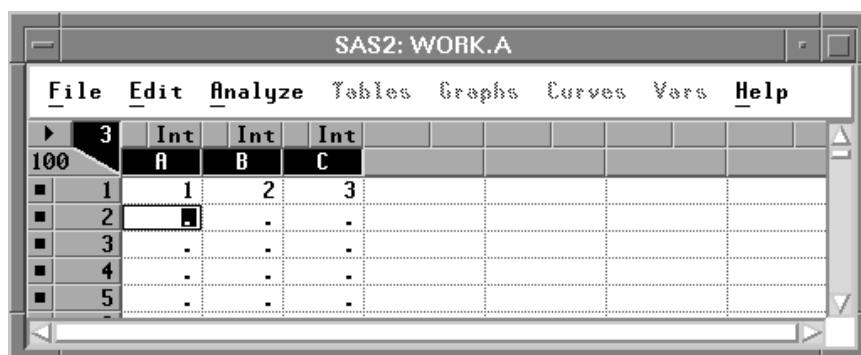 SAS2: WORK.A
File Edit Analyze Tables Graphs Curves Vars Help
3 Int Int Int
100 A B C
1 1 2 3
2 . . .
3 . . .
4 . . .
5 . . .